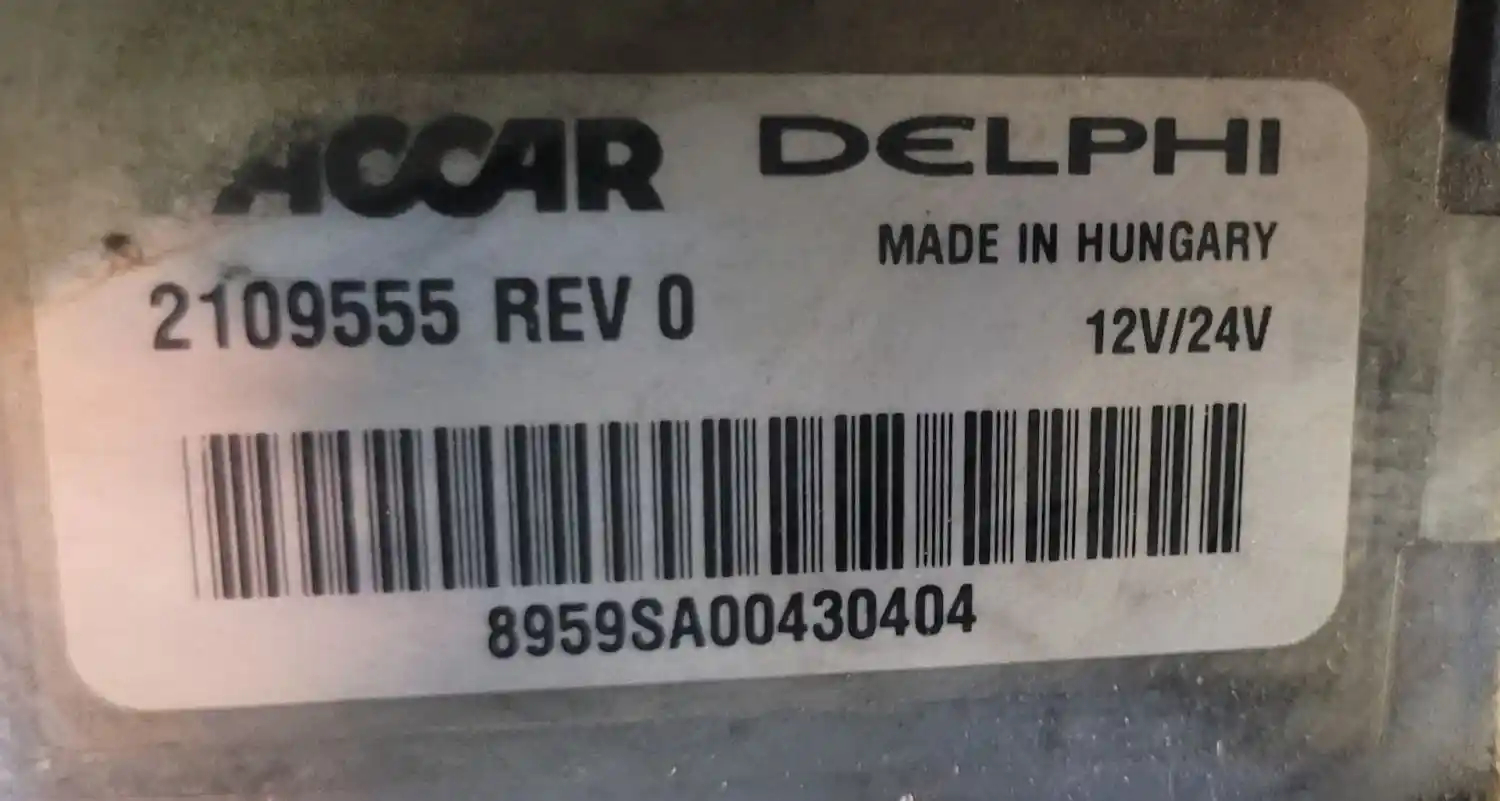 ACCAR DELPHI
MADE IN HUNGARY
2109555 REV 0
12V/24V
8959SA00430404